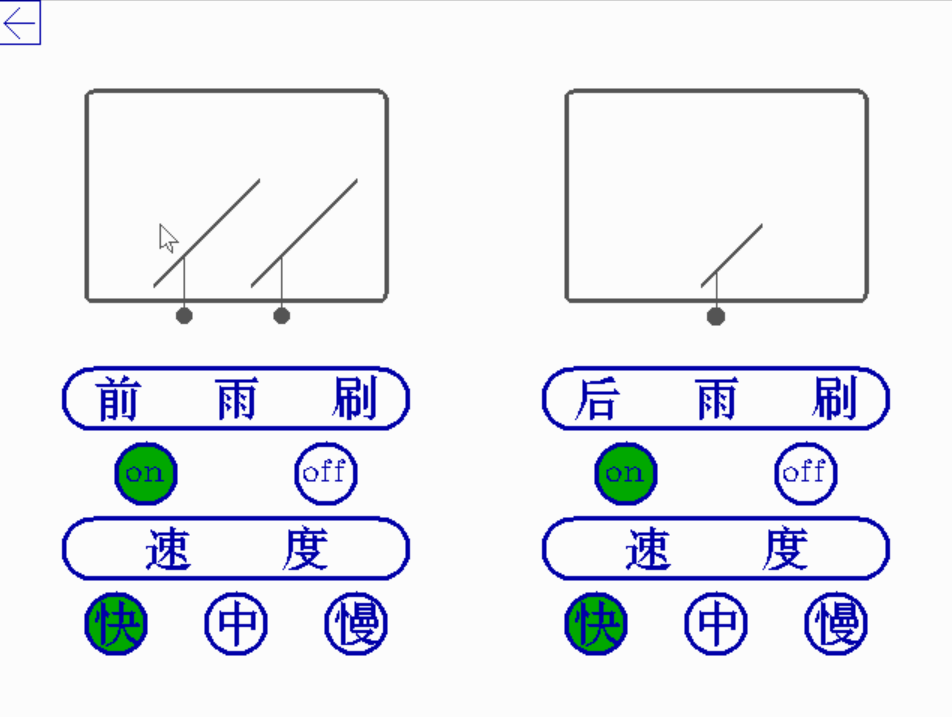 前 雨 刷
on off
速 度
快 中 慢
后 雨 刷
on off
速 度
快 中 慢